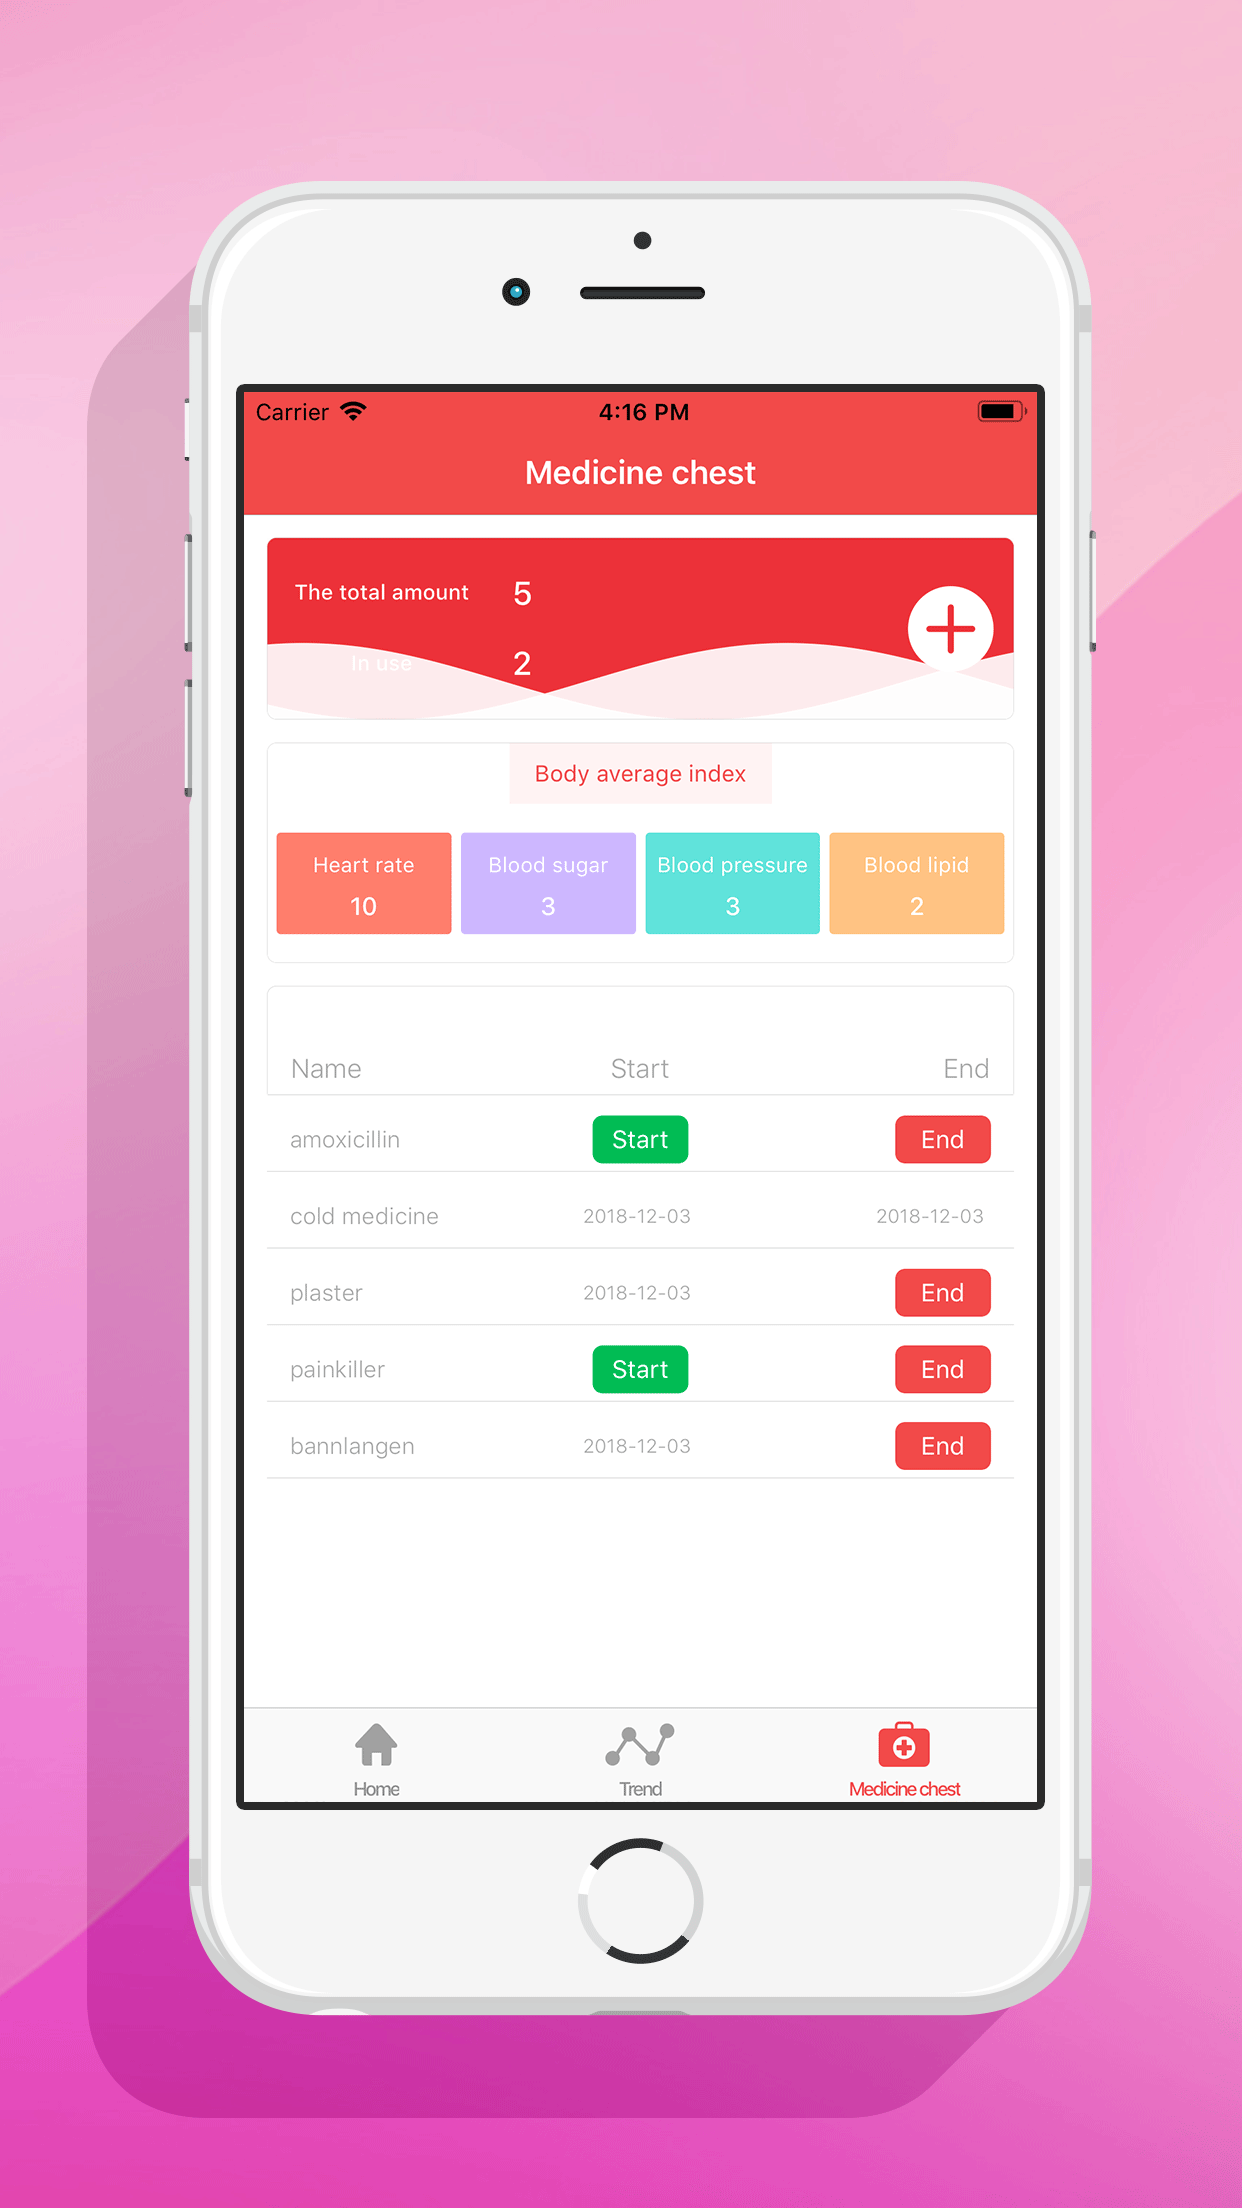 Carrier 4:16 PM
Medicine chest
The total amount 5
In use 2
Body average index
Heart rate Blood sugar Blood pressure Blood lipid
10 3 3 2
Name Start End
amoxicillin Start End
cold medicine 2018-12-03 2018-12-03
plaster 2018-12-03 End
painkiller Start End
bannlangen 2018-12-03 End
Home Trend Medicine chest